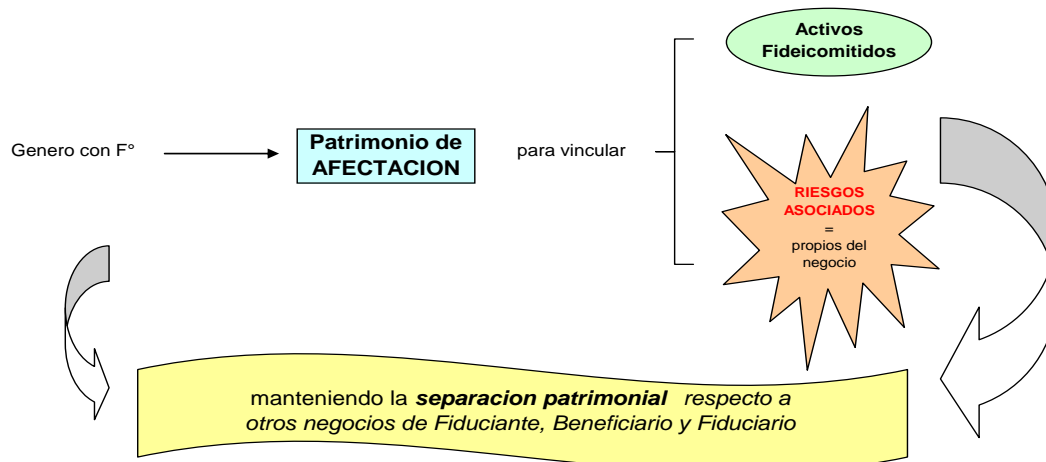 Activos
Fideicomitidos
Genero con F°
Patrimonio de
AFECTACION
para vincular
RIESGOS
ASOCIADOS
=
propios del
negocio
manteniendo la separacion patrimonial respecto a
otros negocios de Fiduciante, Beneficiario y Fiduciario